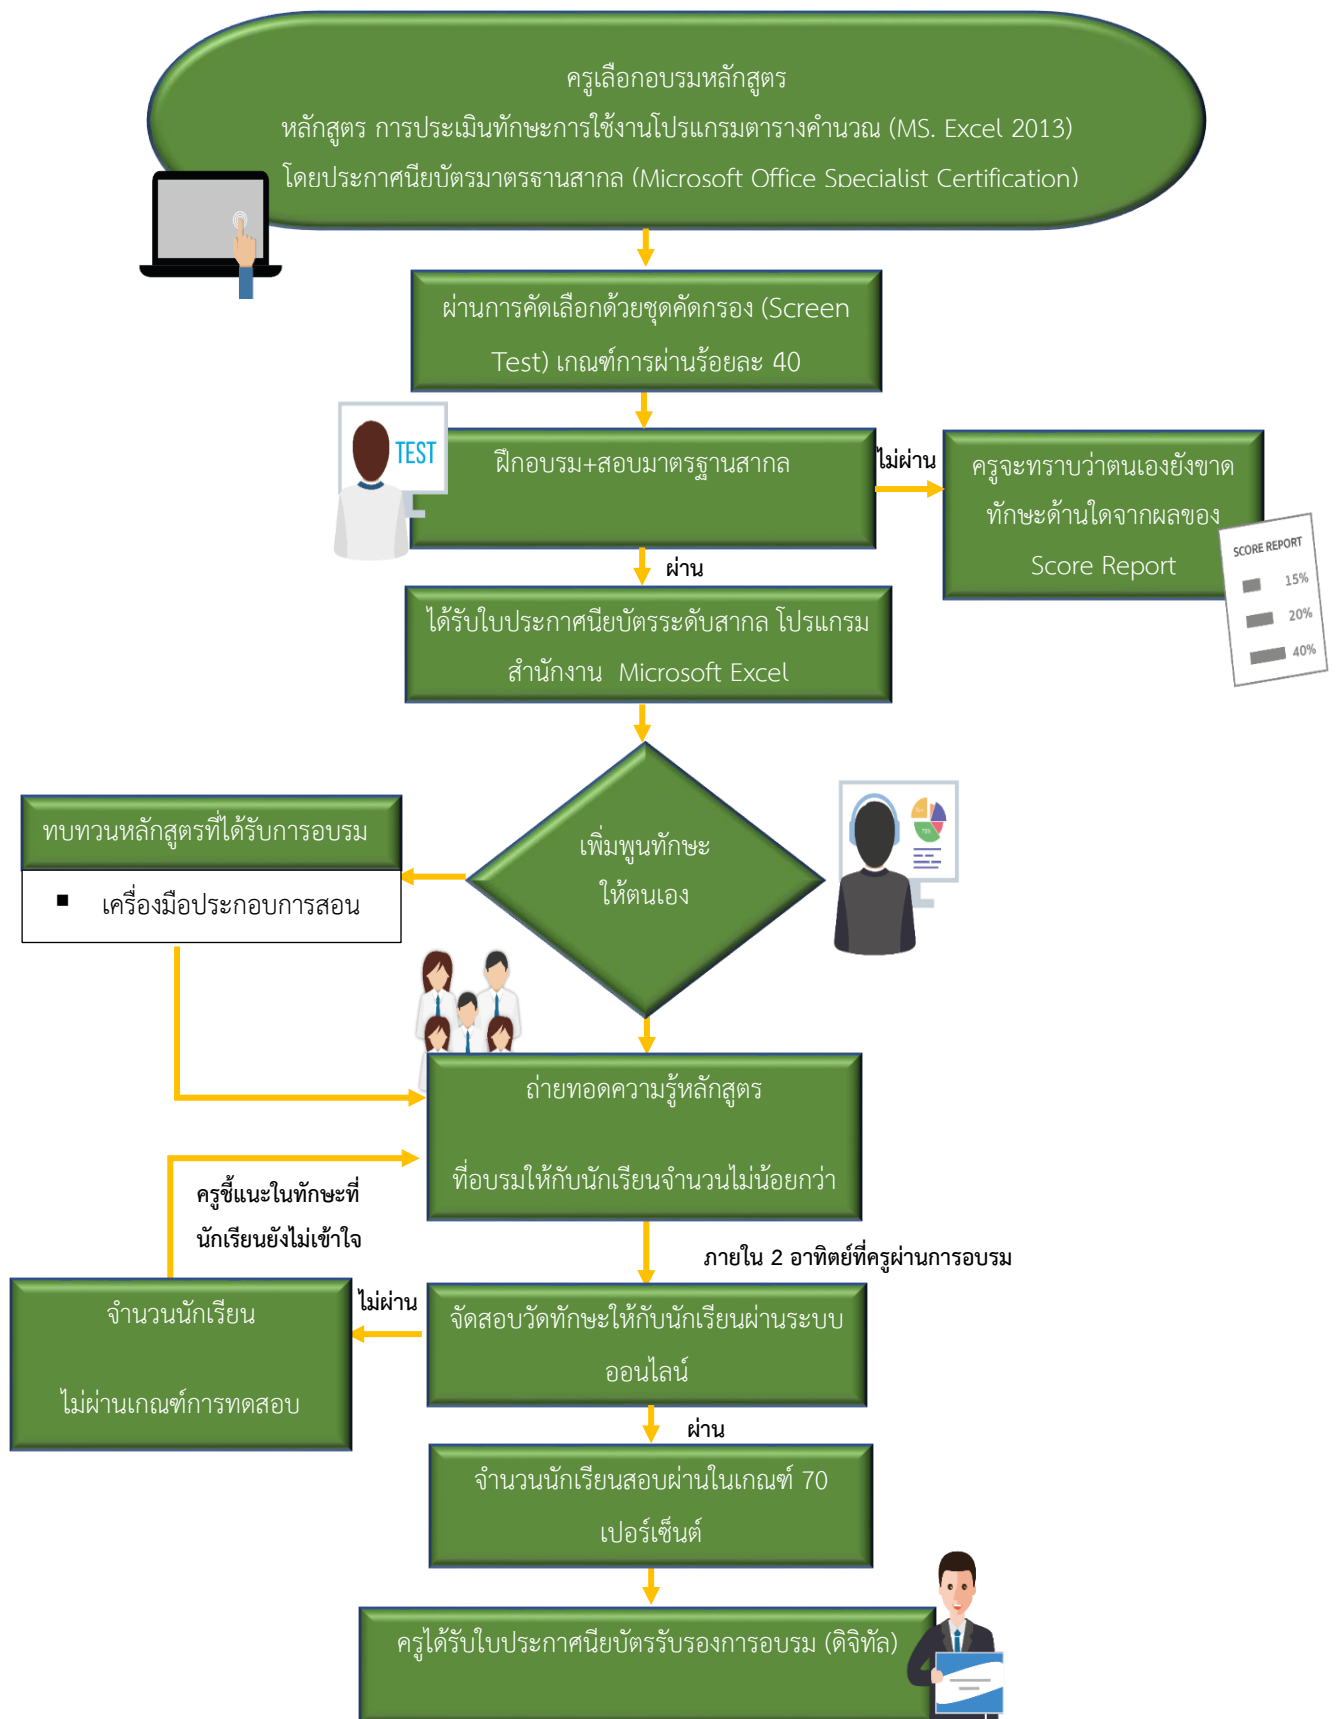 ครูเลือกอบรมหลักสูตร
หลักสูตร การประเมินทักษะการใช้งานโปรแกรมตารางคำนวณ (MS. Excel 2013)
โดยประกาศนียบัตรมาตรฐานสากล (Microsoft Office Specialist Certification)
ผ่านการคัดเลือกด้วยชุดคัดกรอง (Screen
Test) เกณฑ์การผ่านร้อยละ 40
TEST
ฝึกอบรม+สอบมาตรฐานสากล
ไม่ผ่าน
ครูจะทราบว่าตนเองยังขาด
ทักษะด้านใดจากผลของ
Score Report
SCORE REPORT
15%
20%
40%
ผ่าน
ได้รับใบประกาศนียบัตรระดับสากล โปรแกรม
สำนักงาน Microsoft Excel
เพิ่มพูนทักษะ
ให้ตนเอง
ทบทวนหลักสูตรที่ได้รับการอบรม
▪ เครื่องมือประกอบการสอน
ถ่ายทอดความรู้หลักสูตร
ที่อบรมให้กับนักเรียนจำนวนไม่น้อยกว่า
ครูชี้แนะในทักษะที่
นักเรียนยังไม่เข้าใจ
ภายใน 2 อาทิตย์ที่ครูผ่านการอบรม
จำนวนนักเรียน
ไม่ผ่านเกณฑ์การทดสอบ
ไม่ผ่าน
จัดสอบวัดทักษะให้กับนักเรียนผ่านระบบ
ออนไลน์
ผ่าน
จำนวนนักเรียนสอบผ่านในเกณฑ์ 70
เปอร์เซ็นต์
ครูได้รับใบประกาศนียบัตรรับรองการอบรม (ดิจิทัล)